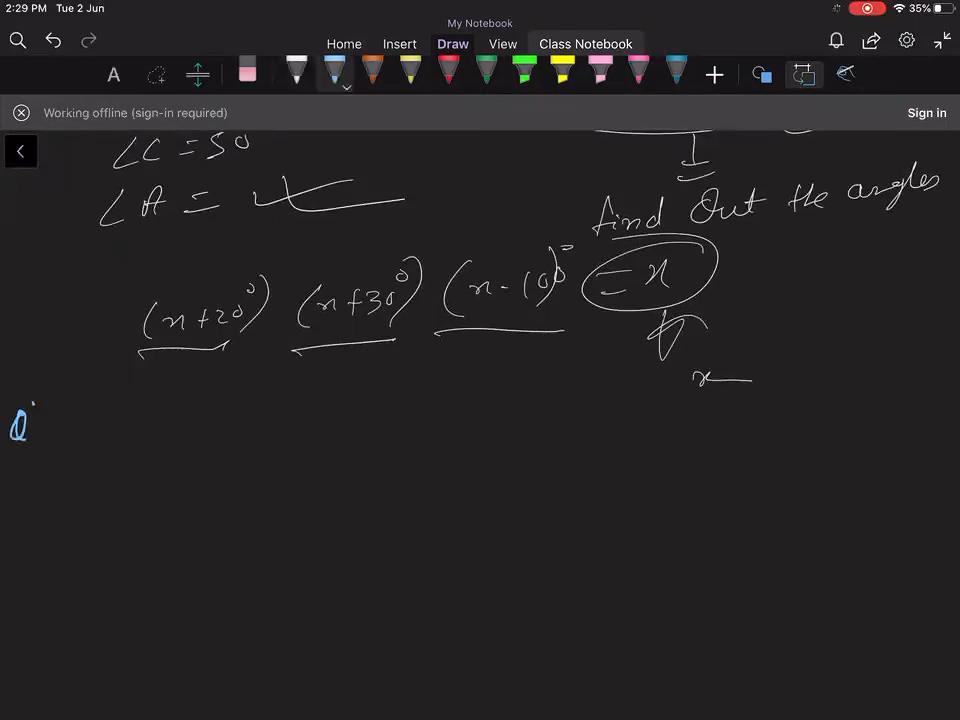 2:29 PM Tue 2 Jun
35%
My Notebook
Home Insert Draw View Class Notebook
A
Working offline (sign-in required) Sign in
∠C = 50
∠A =
find Out the angles
(x + 20°) (x + 30°) (x - 10)° = x
x
Q